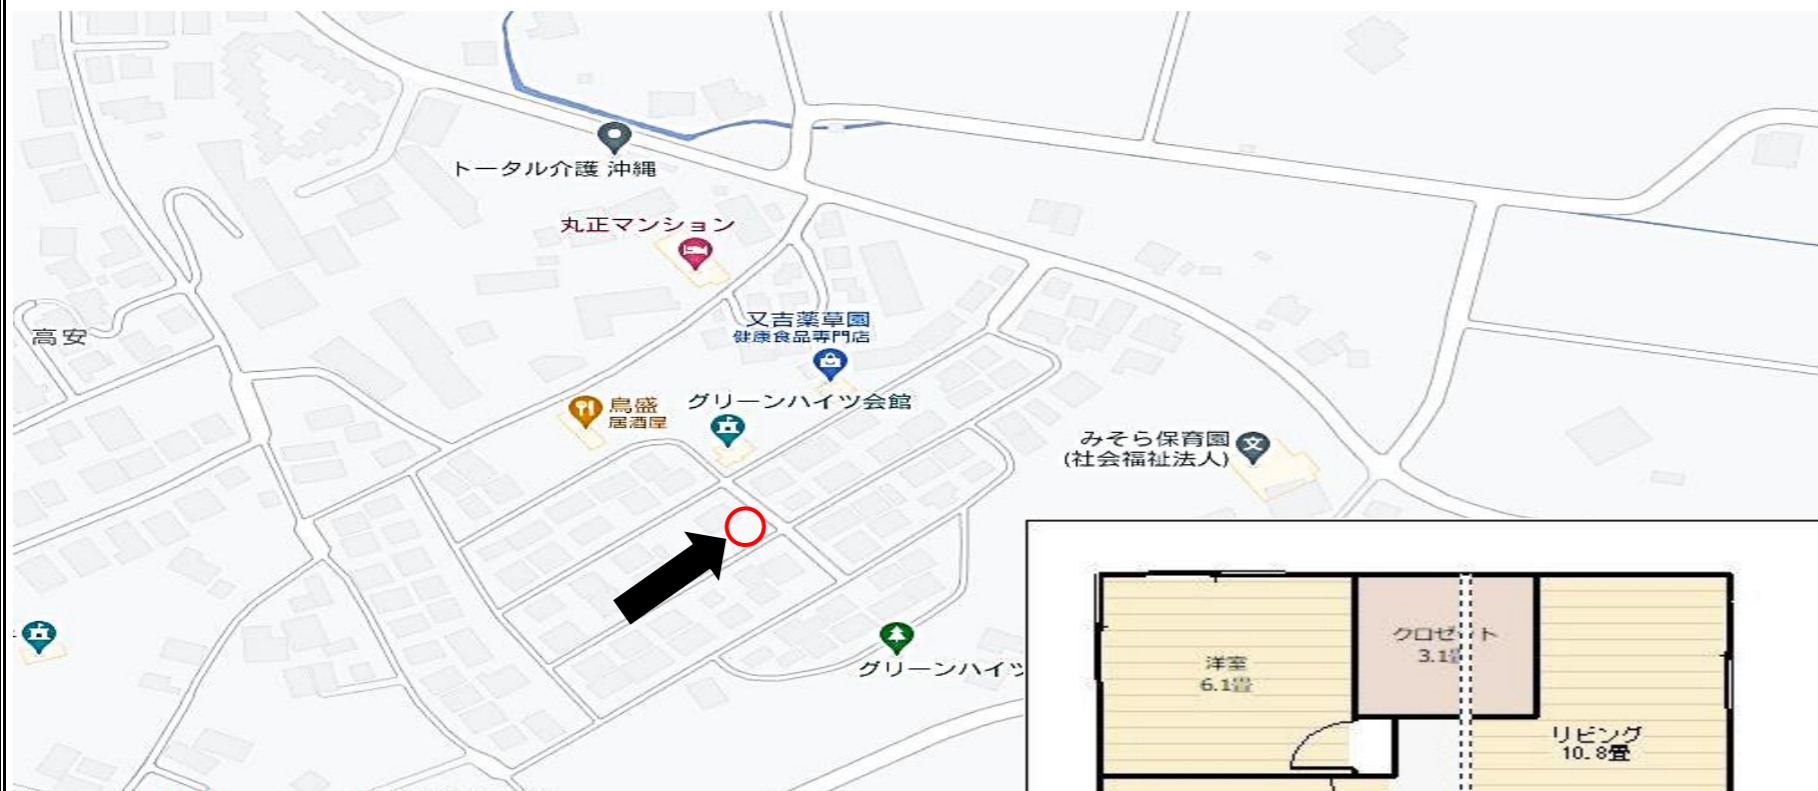 トータル介護 沖縄
丸正マンション
又吉薬草園
健康食品専門店
高安
鳥盛
居酒屋
グリーンハイツ会館
みそら保育園
(社会福祉法人)
グリーンハイツ
クロゼット
3.1畳
洋室
6.1畳
リビング
10.8畳